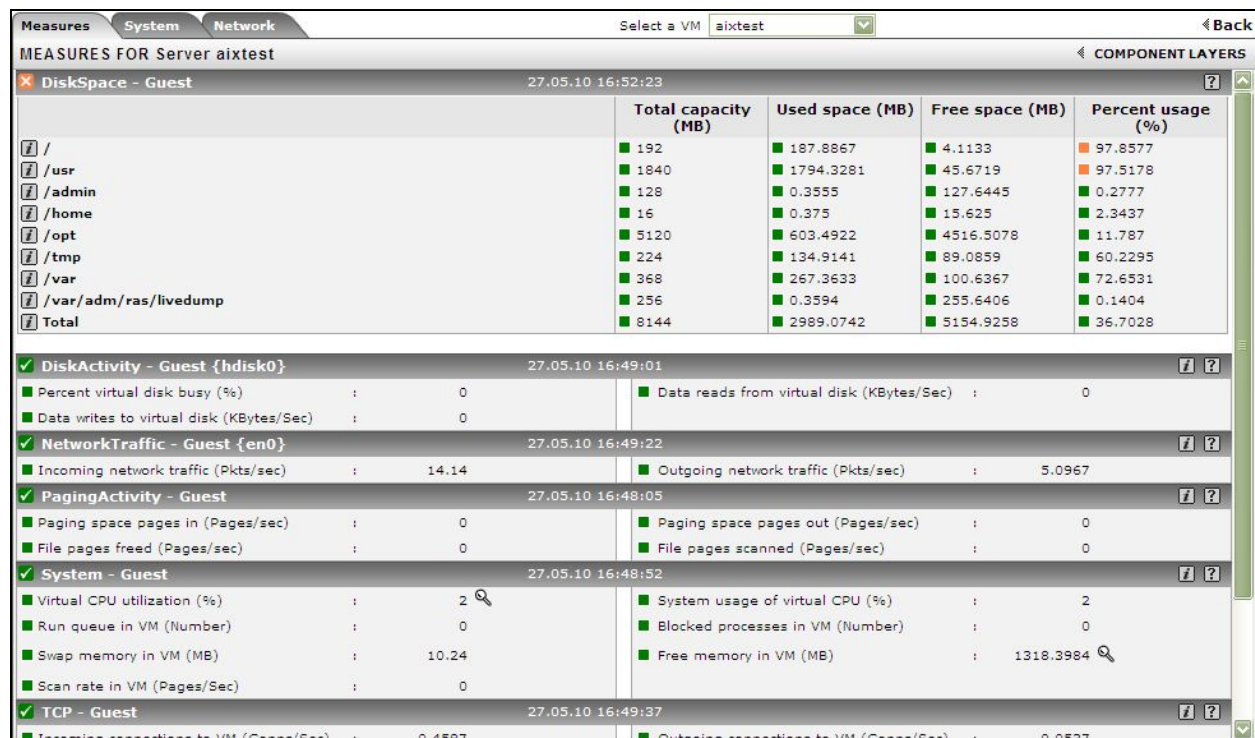 Measures System Network Select a VM aixtest Back
MEASURES FOR Server aixtest COMPONENT LAYERS
DiskSpace - Guest 27.05.10 16:52:23 ?
Total capacity (MB) Used space (MB) Free space (MB) Percent usage (%)
i / 192 187.8867 4.1133 97.8577
i /usr 1840 1794.3281 45.6719 97.5178
i /admin 128 0.3555 127.6445 0.2777
i /home 16 0.375 15.625 2.3437
i /opt 5120 603.4922 4516.5078 11.787
i /tmp 224 134.9141 89.0859 60.2295
i /var 368 267.3633 100.6367 72.6531
i /var/adm/ras/livedump 256 0.3594 255.6406 0.1404
i Total 8144 2989.0742 5154.9258 36.7028
DiskActivity - Guest {hdisk0} 27.05.10 16:49:01 i ?
Percent virtual disk busy (%) : 0 Data reads from virtual disk (KBytes/Sec) : 0
Data writes to virtual disk (KBytes/Sec) : 0
NetworkTraffic - Guest {en0} 27.05.10 16:49:22 i ?
Incoming network traffic (Pkts/sec) : 14.14 Outgoing network traffic (Pkts/sec) : 5.0967
PagingActivity - Guest 27.05.10 16:48:05 i ?
Paging space pages in (Pages/sec) : 0 Paging space pages out (Pages/sec) : 0
File pages freed (Pages/sec) : 0 File pages scanned (Pages/sec) : 0
System - Guest 27.05.10 16:48:52 i ?
Virtual CPU utilization (%) : 2 System usage of virtual CPU (%) : 2
Run queue in VM (Number) : 0 Blocked processes in VM (Number) : 0
Swap memory in VM (MB) : 10.24 Free memory in VM (MB) : 1318.3984
Scan rate in VM (Pages/Sec) : 0
TCP - Guest 27.05.10 16:49:37 i ?
Incoming connections to VM (Conns/Sec) Outgoing connections to VM (Conns/Sec)